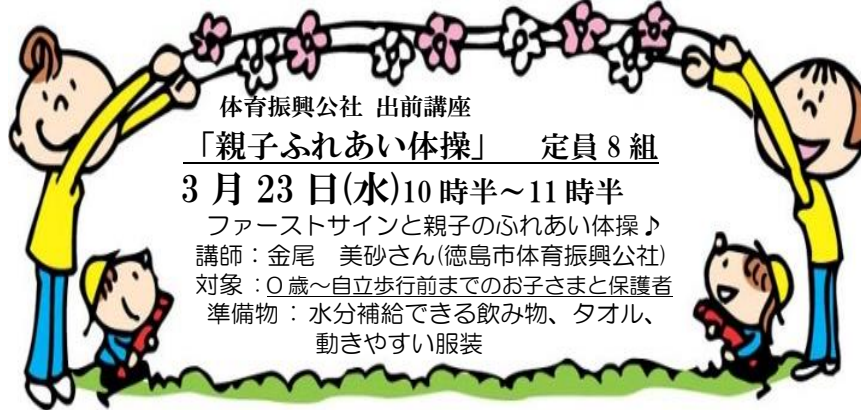 体育振興公社 出前講座
「親子ふれあい体操」 定員8組
3月23日(水)10時半～11時半
ファーストサインと親子のふれあい体操♪
講師：金尾 美砂さん(徳島市体育振興公社)
対象：０歳～自立歩行前までのお子さまと保護者
準備物：水分補給できる飲み物、タオル、
動きやすい服装